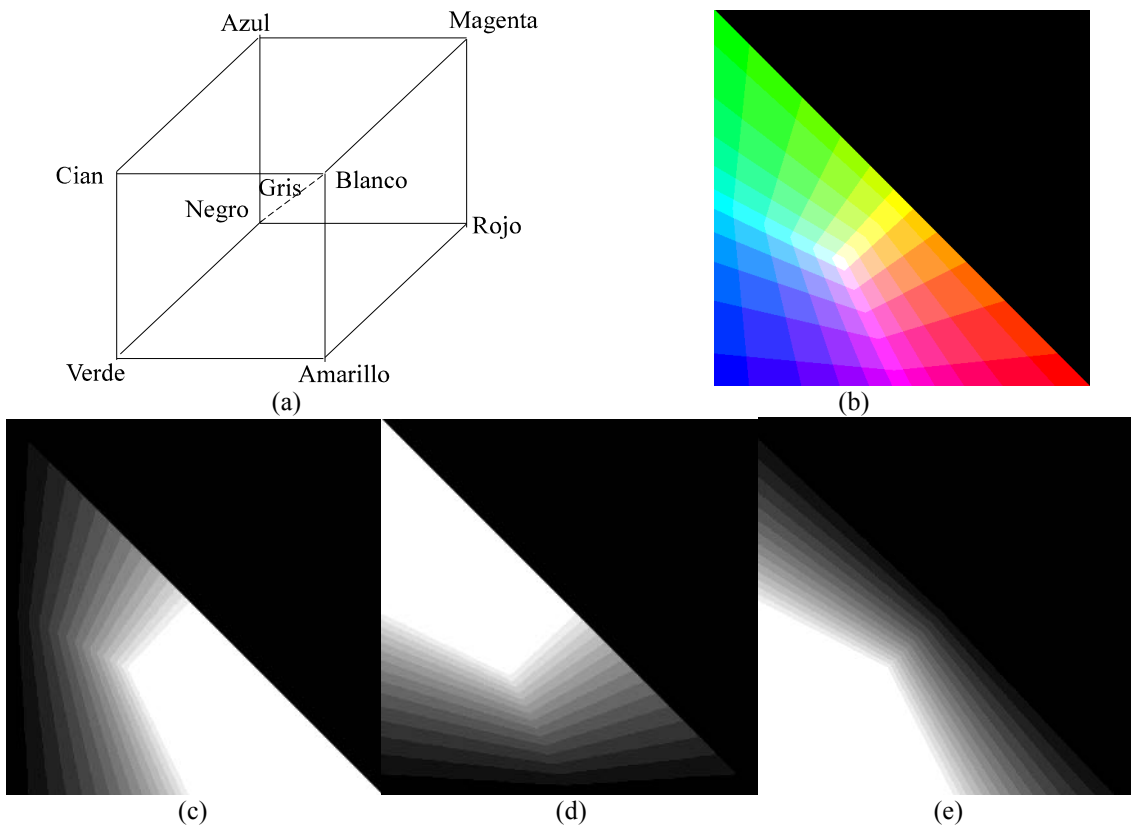 Azul
Magenta
Cian
Gris
Blanco
Negro
Rojo
Verde
Amarillo
(a)
(b)
(c)
(d)
(e)